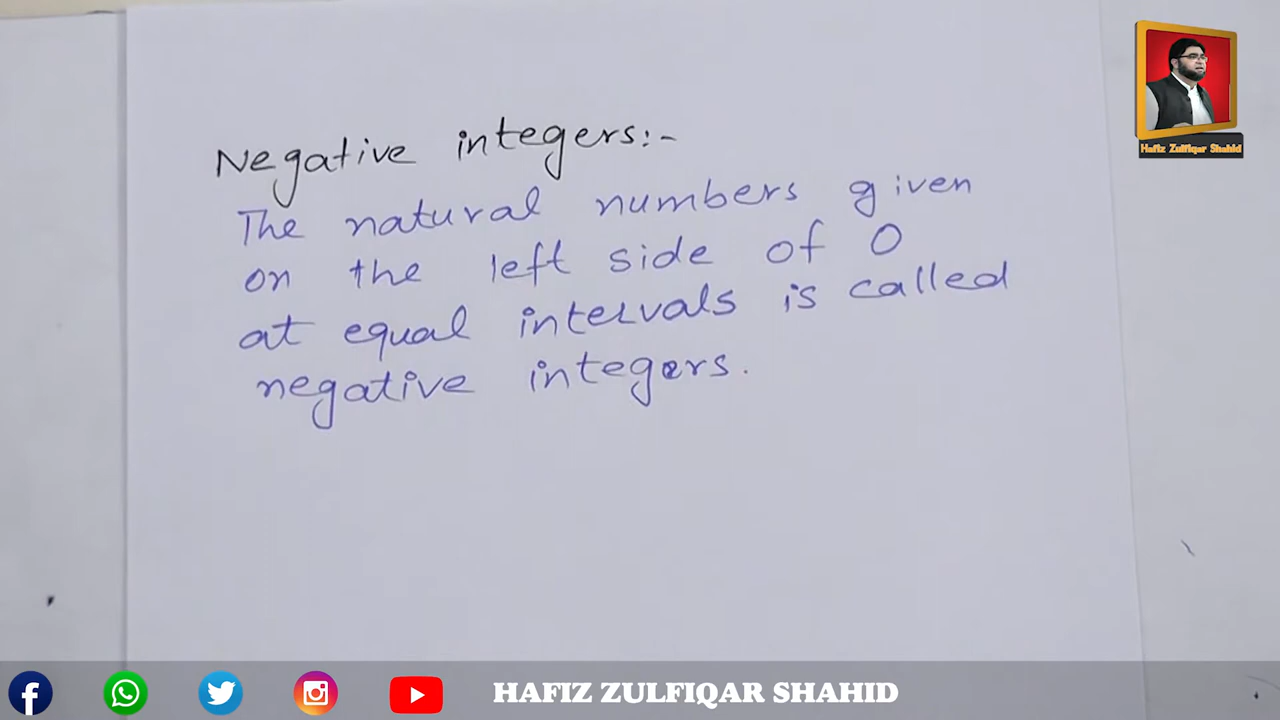 Negative integers:-
The natural numbers given
on the left side of 0
at equal intervals is called
negative integers.
Hafiz Zulfiqar Shahid
HAFIZ ZULFIQAR SHAHID